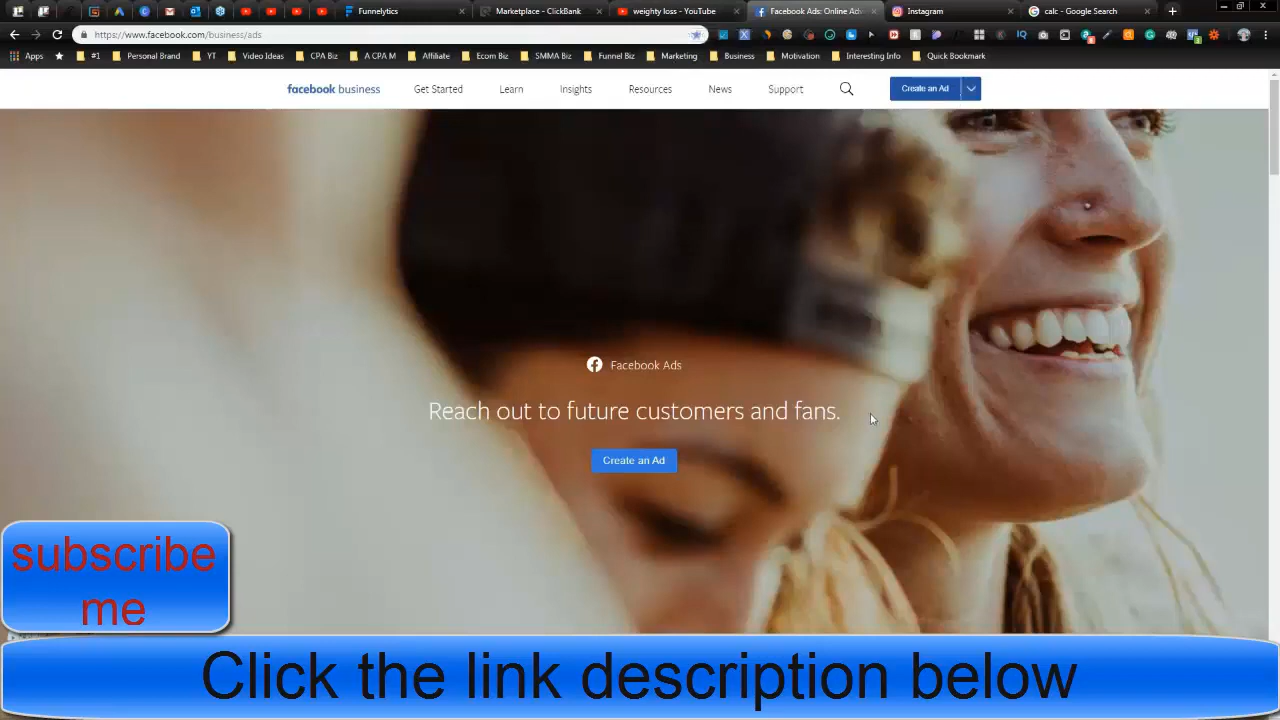 Funnelytics
Marketplace - ClickBank
weighty loss - YouTube
Facebook Ads: Online Ads
Instagram
calc - Google Search
https://www.facebook.com/business/ads
Apps
#1
Personal Brand
YT
Video Ideas
CPA Biz
A CPA M
Affiliate
Ecom Biz
SMMA Biz
Funnel Biz
Marketing
Business
Motivation
Interesting Info
Quick Bookmark
facebook business
Get Started
Learn
Insights
Resources
News
Support
Create an Ad
Facebook Ads
Reach out to future customers and fans.
Create an Ad
subscribe
me
Click the link description below